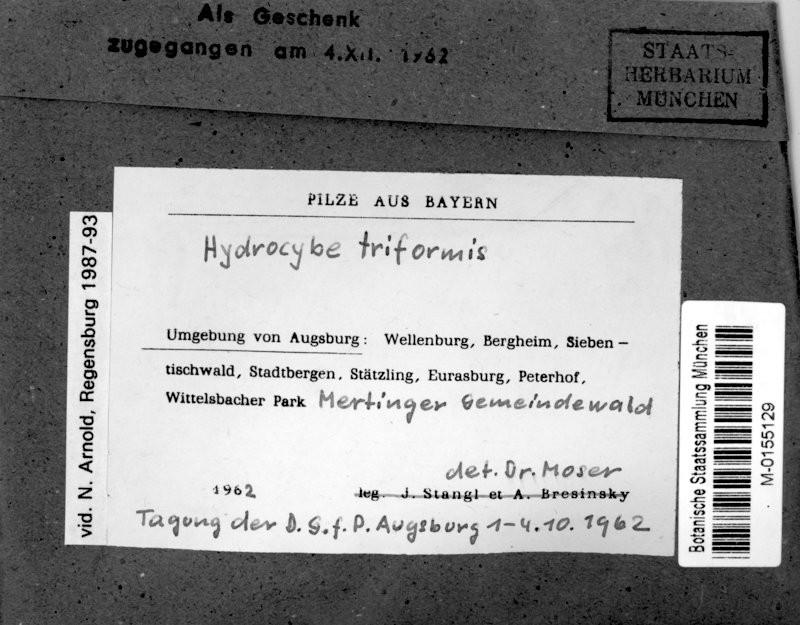 Als Geschenk
zugegangen am 4.XII. 1962
STAATS-
HERBARIUM
MÜNCHEN
PILZE AUS BAYERN
Hydrocybe triformis
Umgebung von Augsburg: Wellenburg, Bergheim, Sieben-
tischwald, Stadtbergen, Stätzling, Eurasburg, Peterhof,
Wittelsbacher Park Mertinger Gemeindewald
det. Dr. Moser
1962 leg. J. Stangl et A. Bresinsky
Tagung der D.G.f.P. Augsburg 1-4.10.1962
vid. N. Arnold, Regensburg 1987-93
Botanische Staatssammlung München
M-0155129